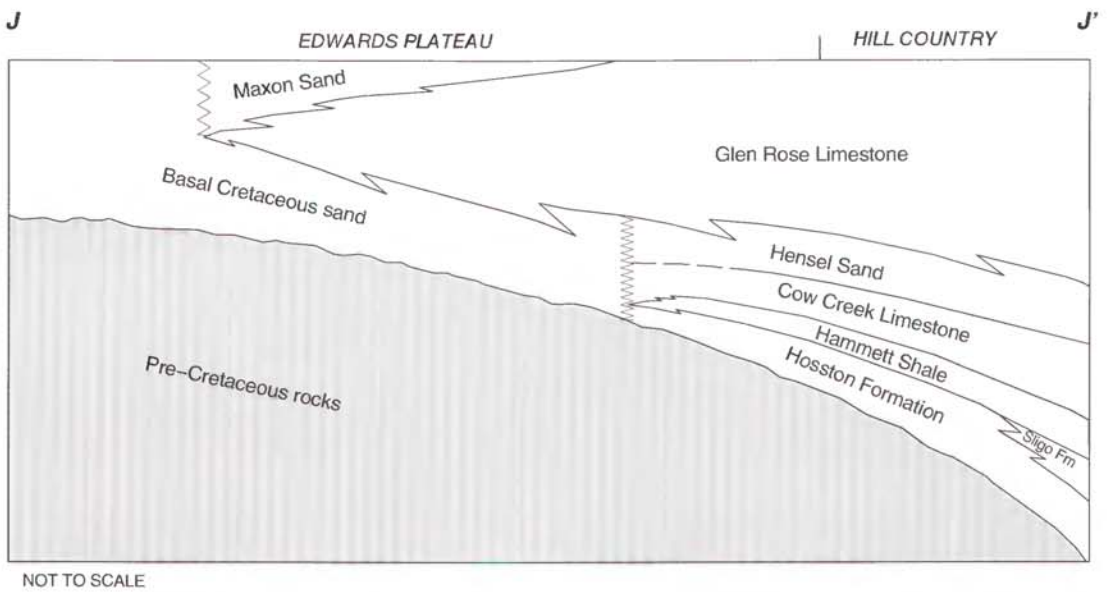 J J’
EDWARDS PLATEAU HILL COUNTRY
Maxon Sand
Glen Rose Limestone
Basal Cretaceous sand
Hensel Sand
Cow Creek Limestone
Hammett Shale
Hosston Formation
Pre–Cretaceous rocks
Sligo Fm
NOT TO SCALE